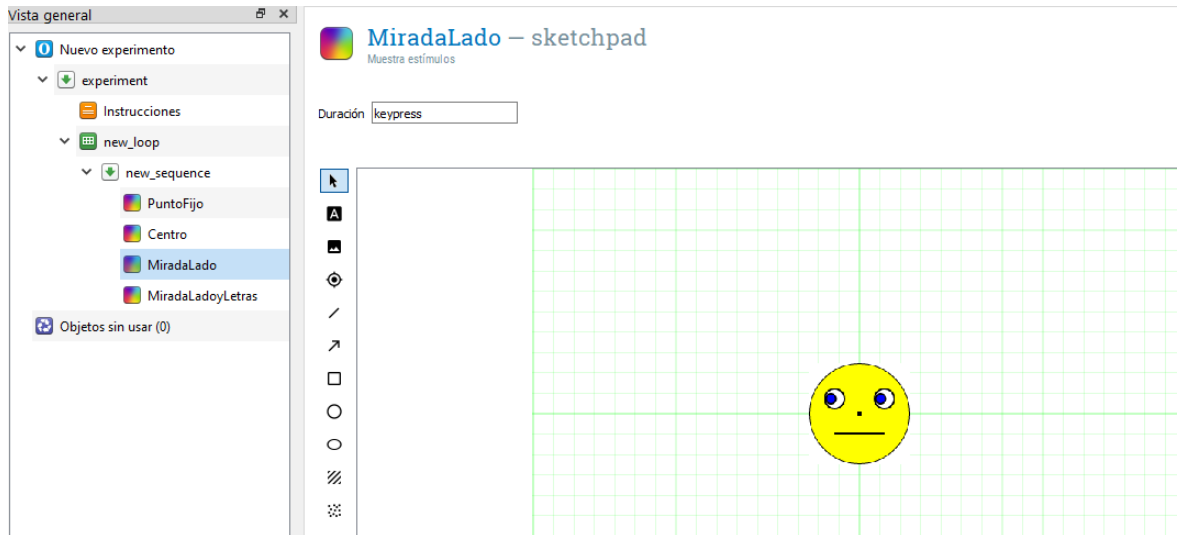 Vista general
Nuevo experimento
experiment
Instrucciones
new_loop
new_sequence
PuntoFijo
Centro
MiradaLado
MiradaLadoyLetras
Objetos sin usar (0)
MiradaLado – sketchpad
Muestra estímulos
Duración keypress
A